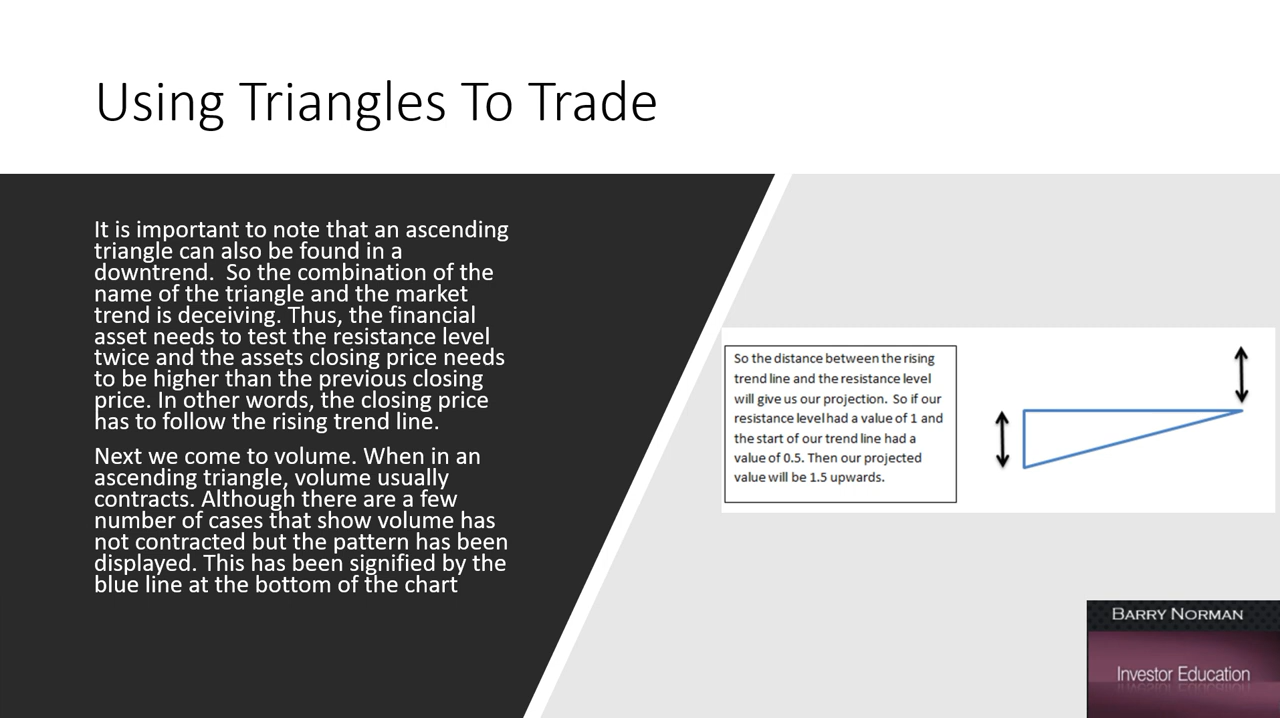 Using Triangles To Trade
It is important to note that an ascending
triangle can also be found in a
downtrend.  So the combination of the
name of the triangle and the market
trend is deceiving. Thus, the financial
asset needs to test the resistance level
twice and the assets closing price needs
to be higher than the previous closing
price. In other words, the closing price
has to follow the rising trend line.
Next we come to volume. When in an
ascending triangle, volume usually
contracts. Although there are a few
number of cases that show volume has
not contracted but the pattern has been
displayed. This has been signified by the
blue line at the bottom of the chart
So the distance between the rising
trend line and the resistance level
will give us our projection.  So if our
resistance level had a value of 1 and
the start of our trend line had a
value of 0.5. Then our projected
value will be 1.5 upwards.
BARRY NORMAN
Investor Education